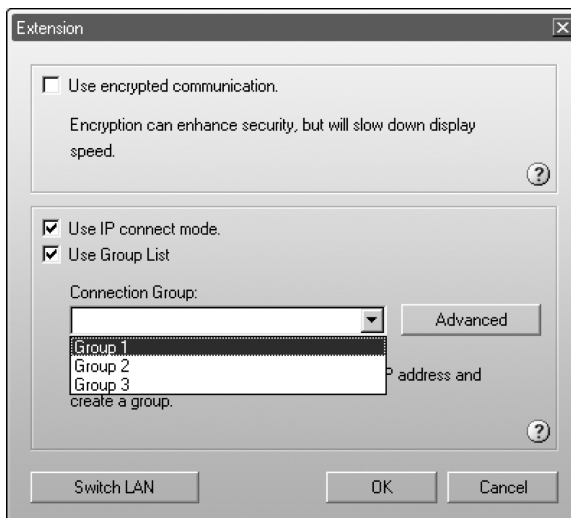 Extension
Use encrypted communication.
Encryption can enhance security, but will slow down display
speed.
?
Use IP connect mode.
Use Group List
Connection Group:
Advanced
Group 1
Group 2
Group 3
address and
create a group.
?
Switch LAN
OK
Cancel